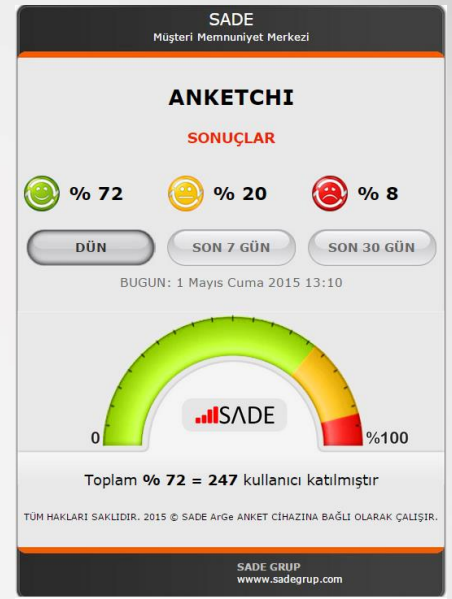 SADE
Müşteri Memnuniyet Merkezi
ANKETCHI
SONUÇLAR
% 72 % 20 % 8
DÜN SON 7 GÜN SON 30 GÜN
BUGUN: 1 Mayıs Cuma 2015 13:10
SΛDE
0 %100
Toplam % 72 = 247 kullanıcı katılmıştır
TÜM HAKLARI SAKLIDIR. 2015 © SADE ArGe ANKET CİHAZINA BAĞLI OLARAK ÇALIŞIR.
SADE GRUP
wwww.sadegrup.com